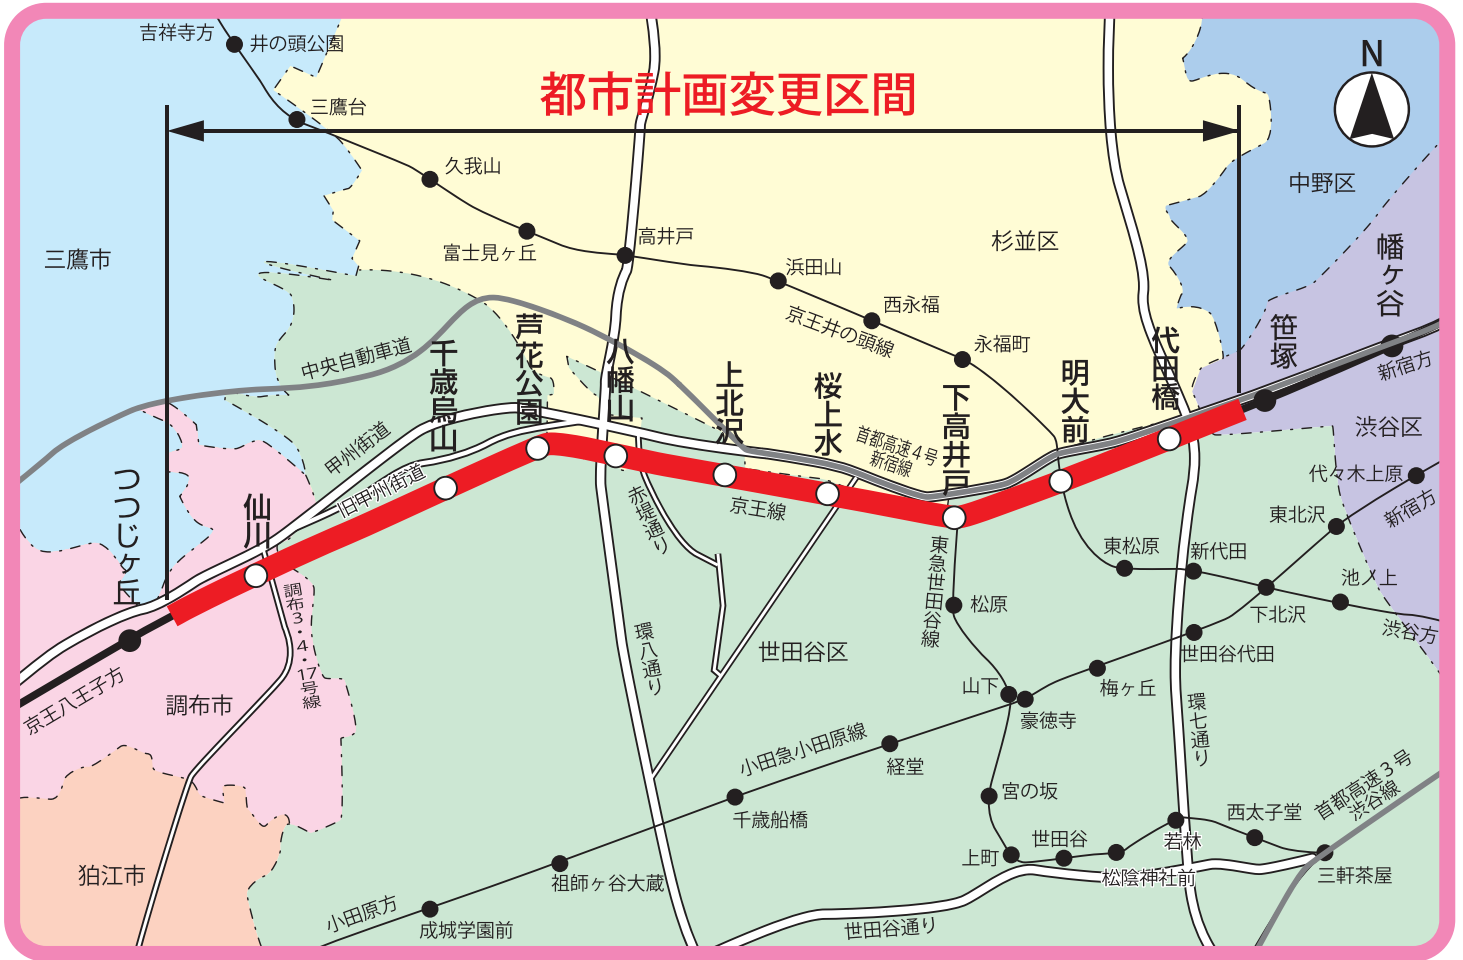 吉祥寺方
井の頭公園
N
都市計画変更区間
三鷹台
久我山
中野区
富士見ヶ丘
高井戸
杉並区
三鷹市
浜田山
幡ヶ谷
西永福
京王井の頭線
永福町
笹塚
新宿方
中央自動車道
千歳烏山
芦花公園
八幡山
上北沢
桜上水
下高井戸
明大前
代田橋
渋谷区
甲州街道
旧甲州街道
首都高速4号
新宿線
代々木上原
新宿方
つつじヶ丘
仙川
赤堤通り
京王線
東北沢
東急世田谷線
東松原
新代田
池ノ上
下北沢
渋谷方
調布3・4・17号線
松原
環八通り
世田谷区
世田谷代田
京王八王子方
調布市
山下
豪徳寺
梅ヶ丘
環七通り
小田急小田原線
経堂
宮の坂
千歳船橋
首都高速3号
渋谷線
西太子堂
狛江市
祖師ヶ谷大蔵
上町
世田谷
若林
松陰神社前
三軒茶屋
小田原方
成城学園前
世田谷通り